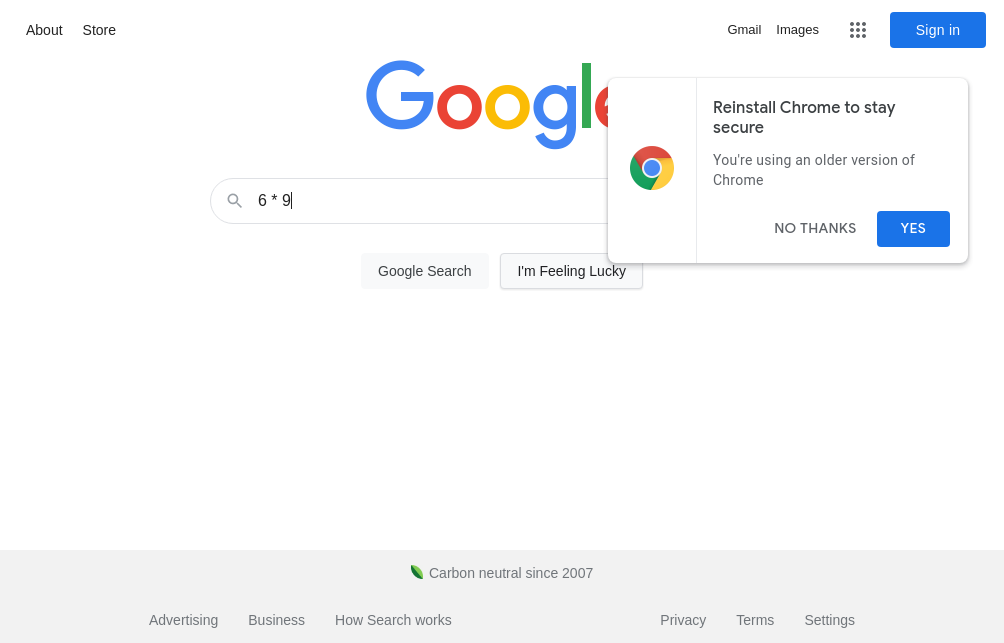 About Store Gmail Images Sign in
Google
Reinstall Chrome to stay
secure
You're using an older version of
Chrome
NO THANKS YES
6 * 9
Google Search I'm Feeling Lucky
Carbon neutral since 2007
Advertising Business How Search works Privacy Terms Settings